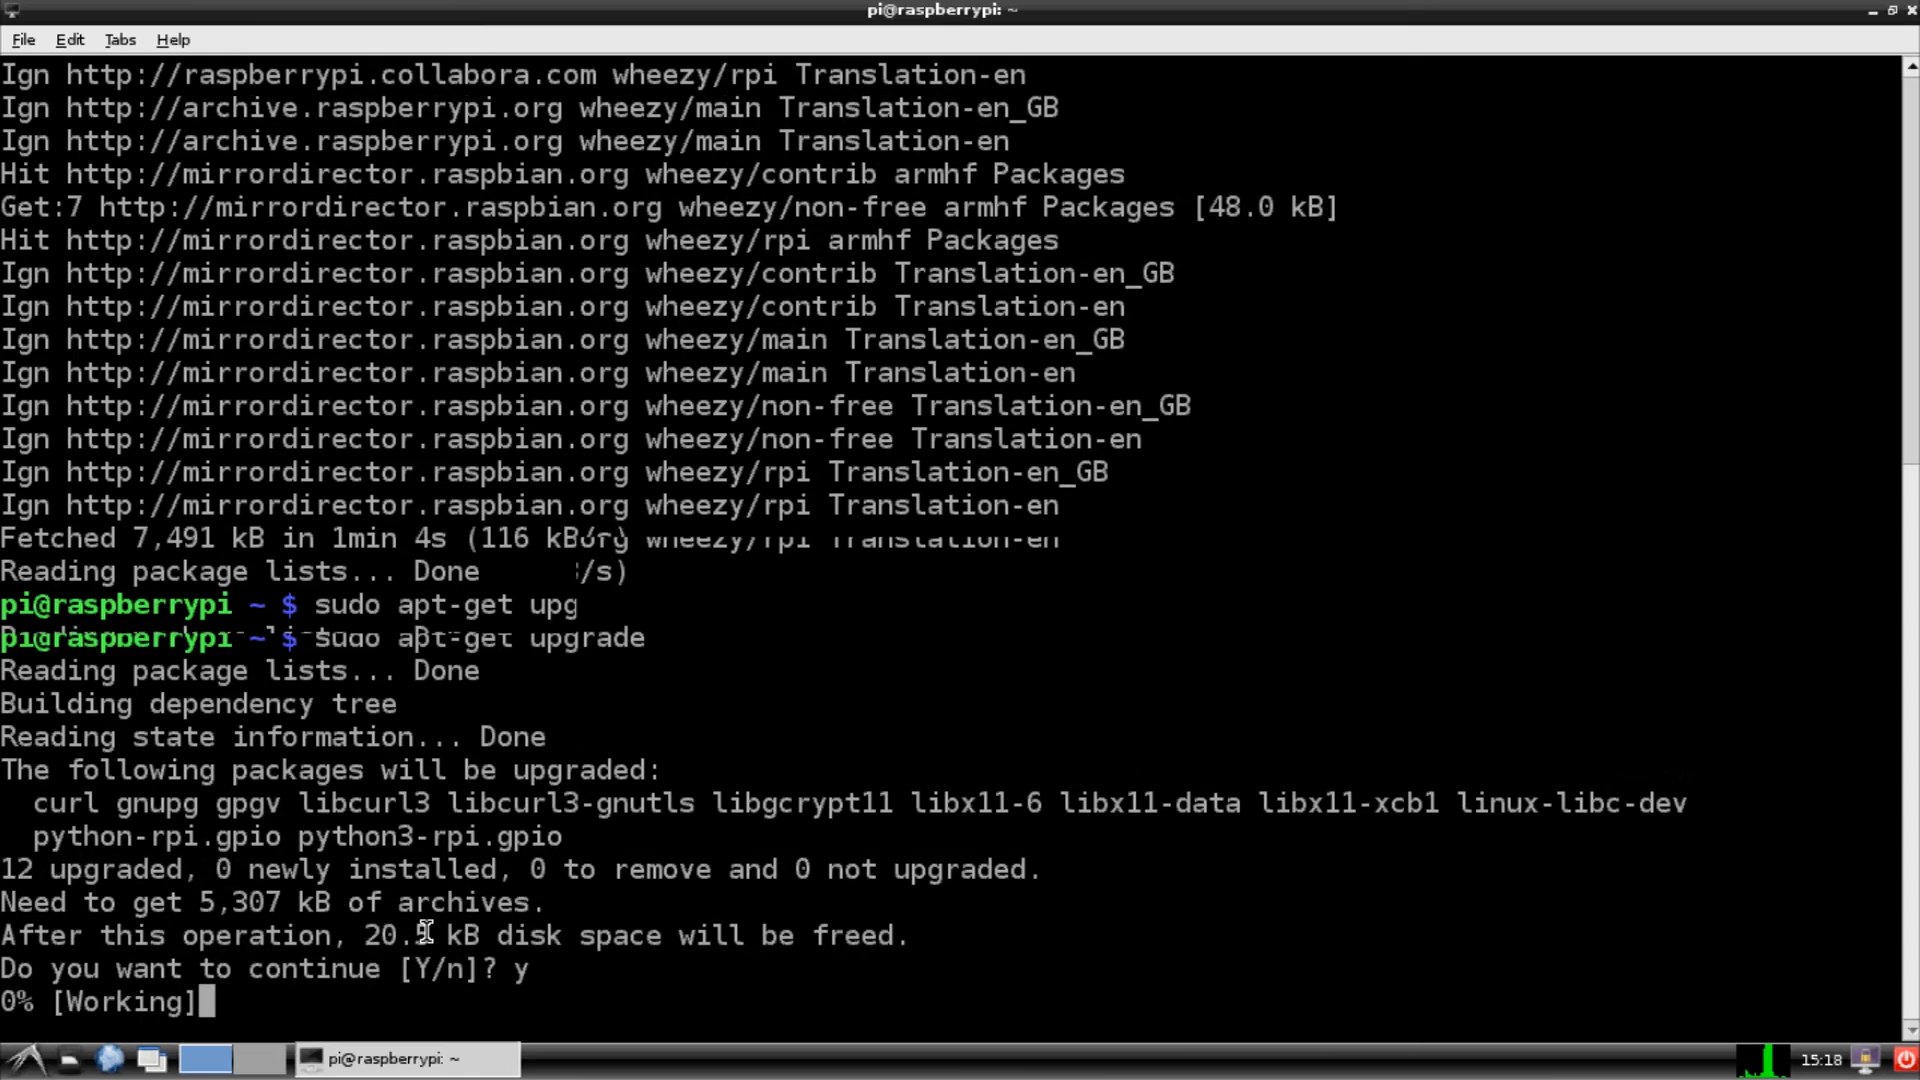 pi@raspberrypi: ~
File Edit Tabs Help
Ign http://raspberrypi.collabora.com wheezy/rpi Translation-en
Ign http://archive.raspberrypi.org wheezy/main Translation-en_GB
Ign http://archive.raspberrypi.org wheezy/main Translation-en
Hit http://mirrordirector.raspbian.org wheezy/contrib armhf Packages
Get:7 http://mirrordirector.raspbian.org wheezy/non-free armhf Packages [48.0 kB]
Hit http://mirrordirector.raspbian.org wheezy/rpi armhf Packages
Ign http://mirrordirector.raspbian.org wheezy/contrib Translation-en_GB
Ign http://mirrordirector.raspbian.org wheezy/contrib Translation-en
Ign http://mirrordirector.raspbian.org wheezy/main Translation-en_GB
Ign http://mirrordirector.raspbian.org wheezy/main Translation-en
Ign http://mirrordirector.raspbian.org wheezy/non-free Translation-en_GB
Ign http://mirrordirector.raspbian.org wheezy/non-free Translation-en
Ign http://mirrordirector.raspbian.org wheezy/rpi Translation-en_GB
Ign http://mirrordirector.raspbian.org wheezy/rpi Translation-en
Fetched 7,491 kB in 1min 4s (116 wheezy/rpi Translation-en
Reading package lists... Done /s)
pi@raspberrypi ~ $ sudo apt-get upg
pi@raspberrypi ~ $ sudo apt-get upgrade
Reading package lists... Done
Building dependency tree
Reading state information... Done
The following packages will be upgraded:
curl gnupg gpgv libcurl3 libcurl3-gnutls libgcrypt11 libx11-6 libx11-data libx11-xcb1 linux-libc-dev
python-rpi.gpio python3-rpi.gpio
12 upgraded, 0 newly installed, 0 to remove and 0 not upgraded.
Need to get 5,307 kB of archives.
After this operation, kB disk space will be freed.
Do you want to continue [Y/n]? y
0% [Working]
pi@raspberrypi: ~
15:18